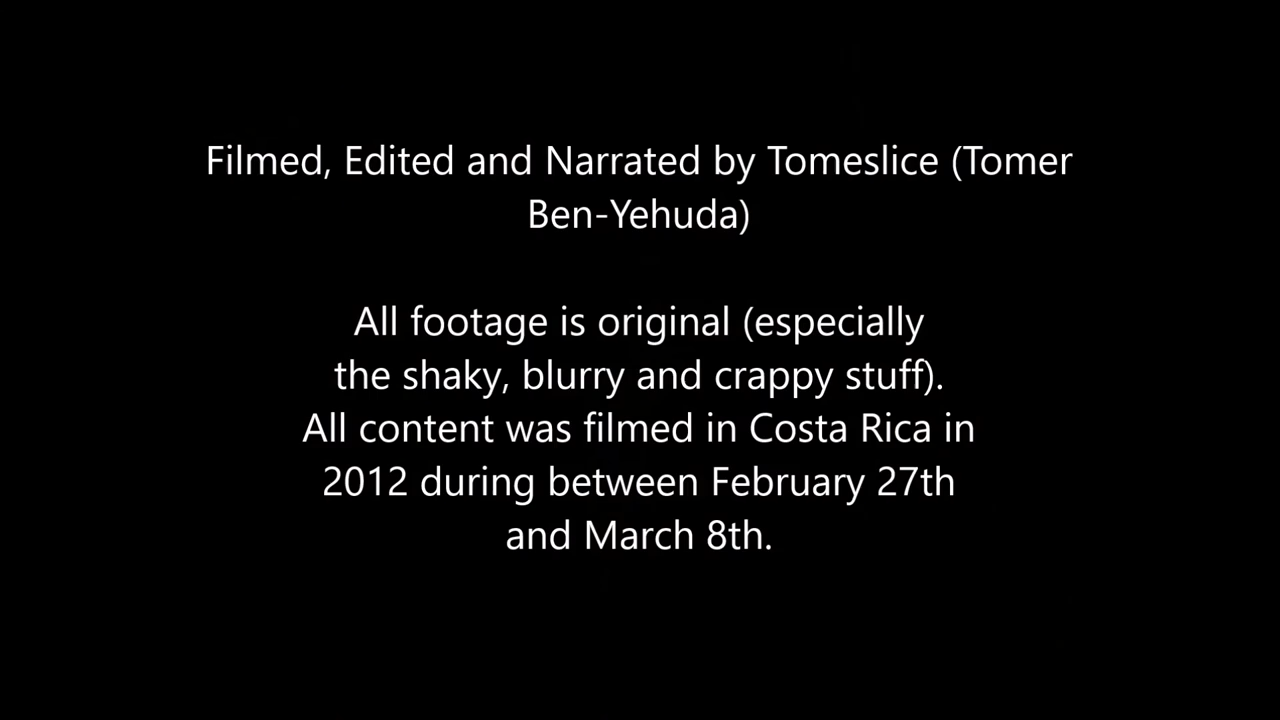 Filmed, Edited and Narrated by Tomeslice (Tomer
Ben-Yehuda)
All footage is original (especially
the shaky, blurry and crappy stuff).
All content was filmed in Costa Rica in
2012 during between February 27th
and March 8th.